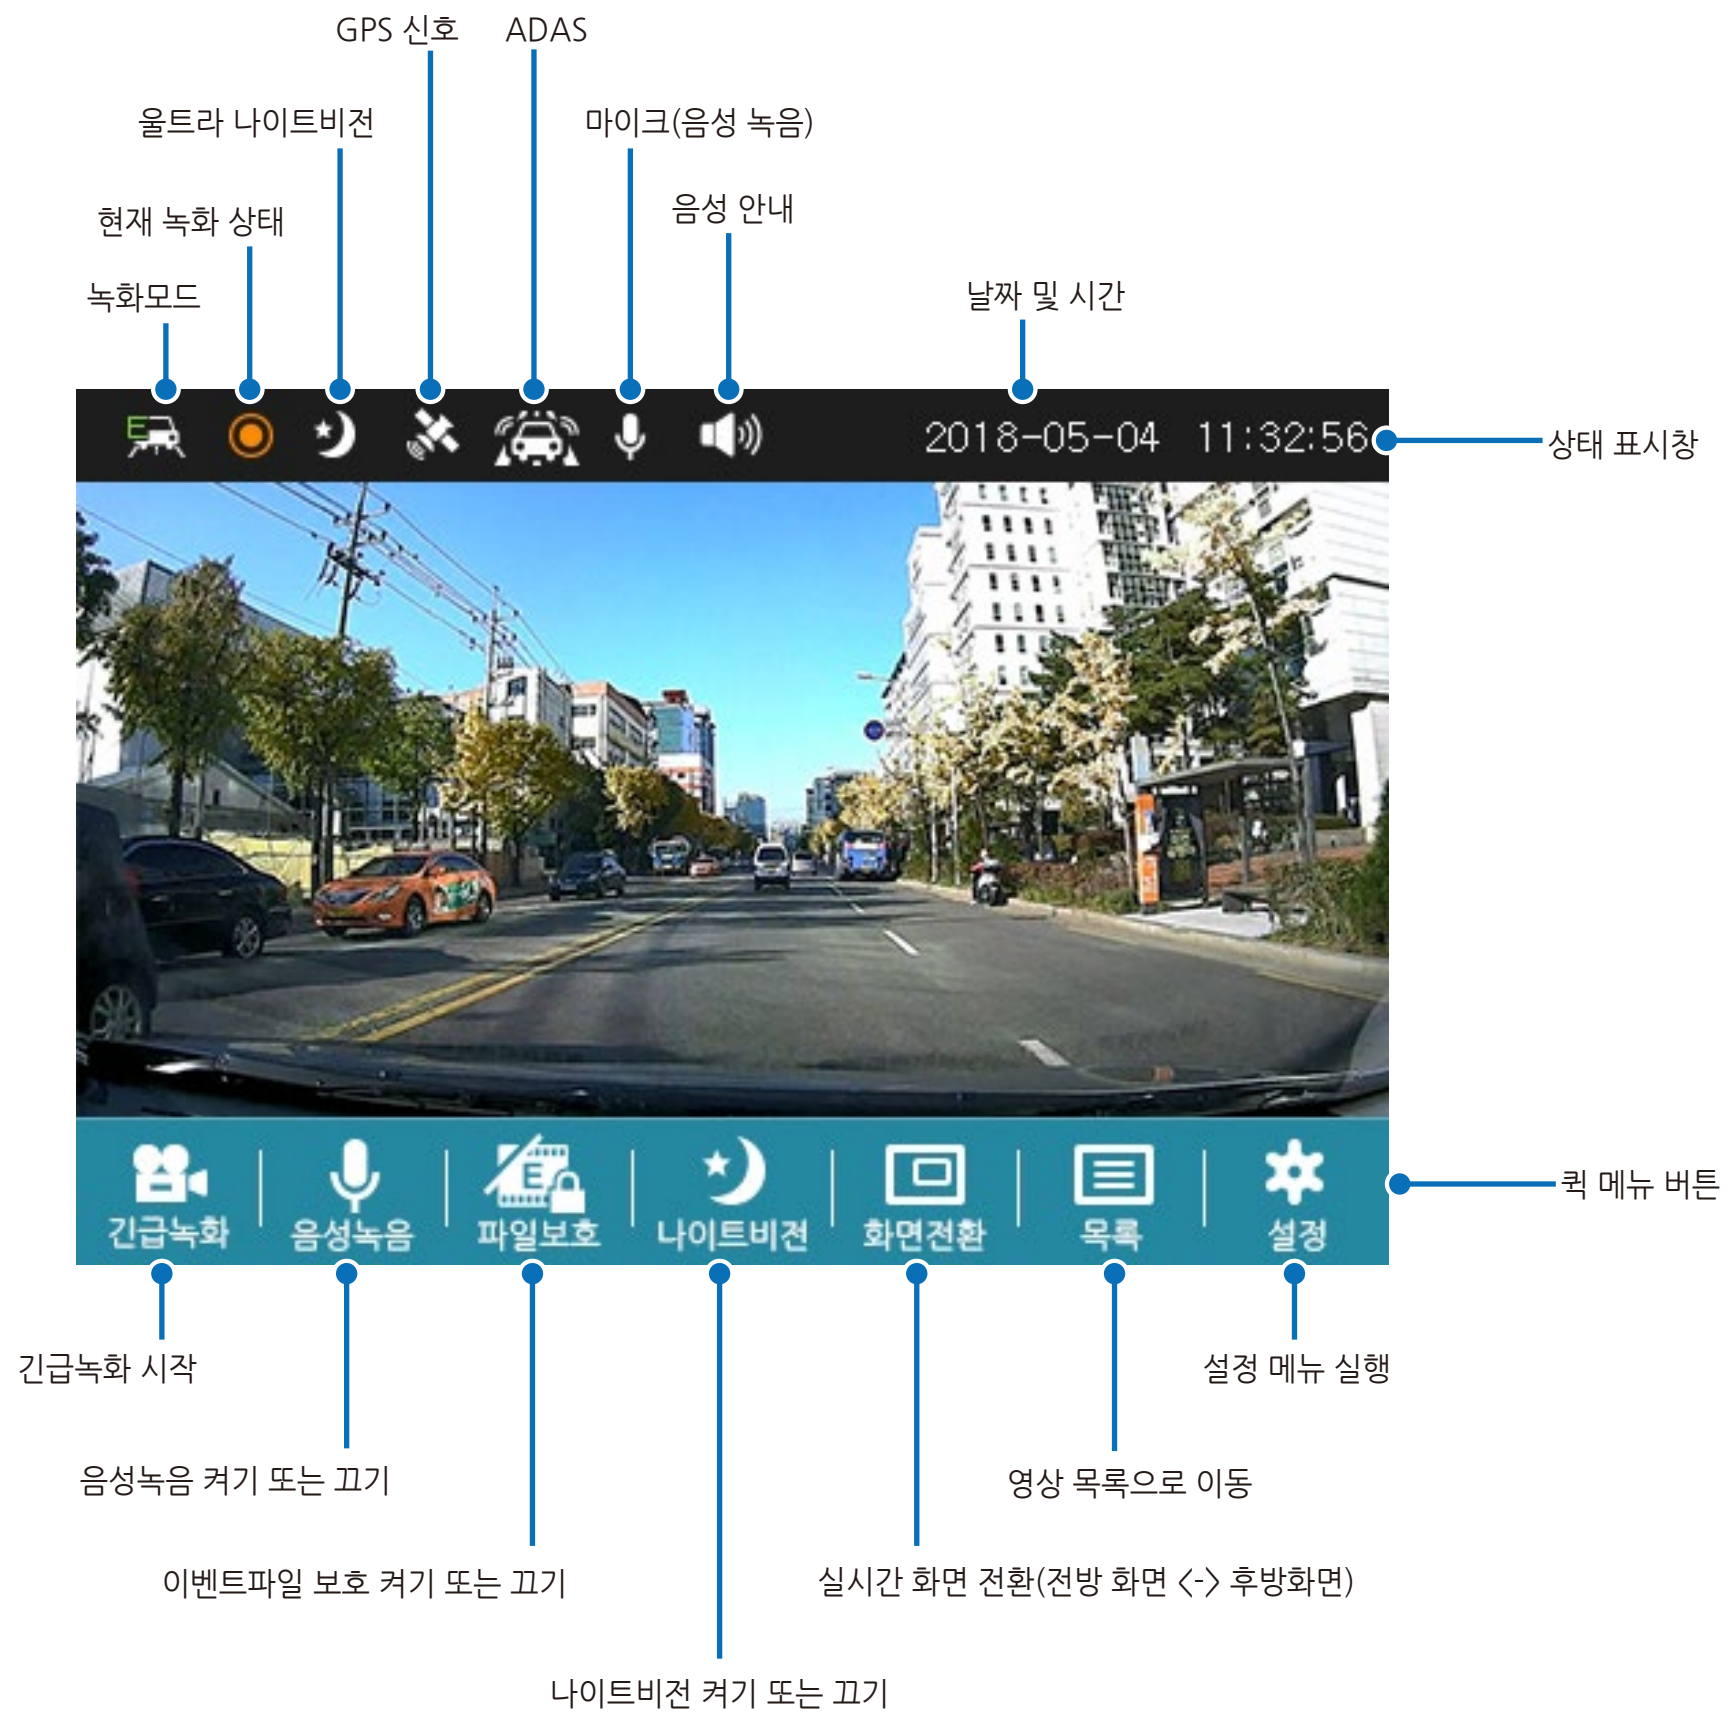 GPS 신호
ADAS
울트라 나이트비전
마이크(음성 녹음)
현재 녹화 상태
음성 안내
녹화모드
날짜 및 시간
E
2018-05-04 11:32:56
상태 표시창
E
긴급녹화
음성녹음
파일보호
나이트비전
화면전환
목록
설정
퀵 메뉴 버튼
긴급녹화 시작
설정 메뉴 실행
음성녹음 켜기 또는 끄기
영상 목록으로 이동
이벤트파일 보호 켜기 또는 끄기
실시간 화면 전환(전방 화면 <-> 후방화면)
나이트비전 켜기 또는 끄기